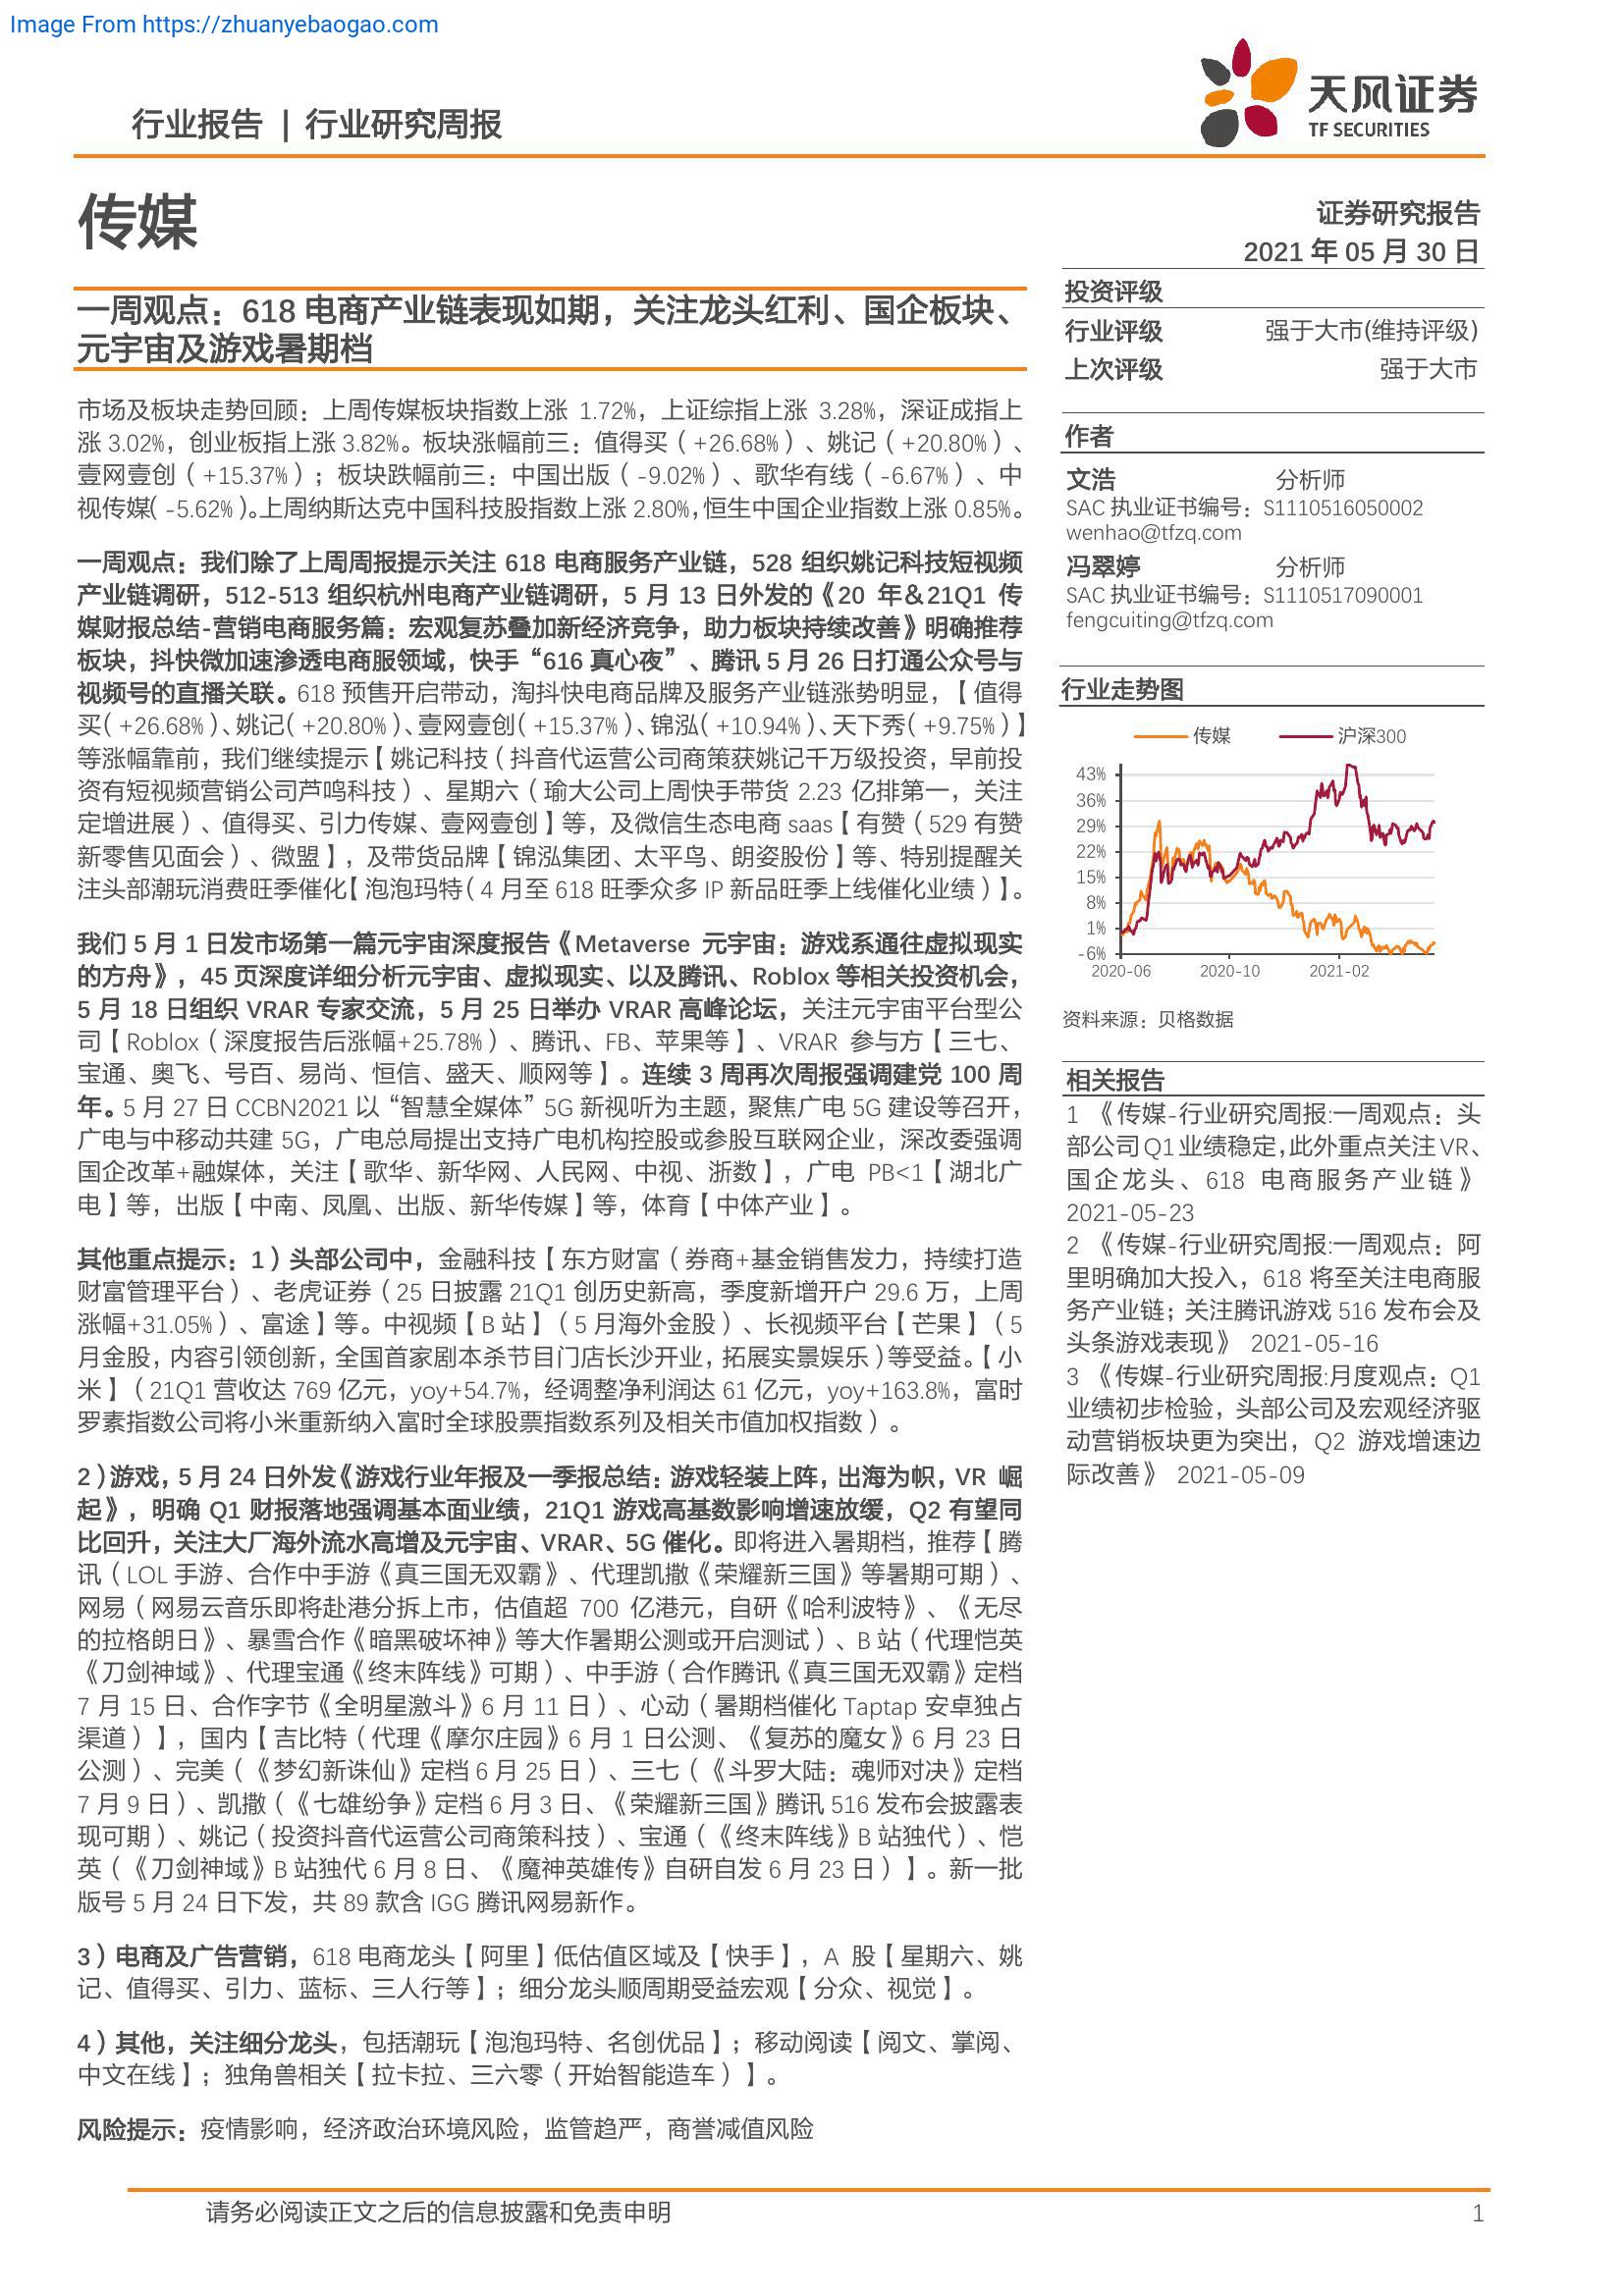 Image From https://zhuanyebaogao.com
行业报告 | 行业研究周报
天风证券
TF SECURITIES
传媒
证券研究报告
2021 年 05 月 30 日
一周观点：618 电商产业链表现如期，关注龙头红利、国企板块、
元宇宙及游戏暑期档
市场及板块走势回顾：上周传媒板块指数上涨 1.72%，上证综指上涨 3.28%，深证成指上
涨 3.02%，创业板指上涨 3.82%。板块涨幅前三：值得买（+26.68%）、姚记（+20.80%）、
壹网壹创（+15.37%）；板块跌幅前三：中国出版（-9.02%）、歌华有线（-6.67%）、中
视传媒（-5.62%）。上周纳斯达克中国科技股指数上涨 2.80%，恒生中国企业指数上涨 0.85%。
一周观点：我们除了上周周报提示关注 618 电商服务产业链，528 组织姚记科技短视频
产业链调研，512-513 组织杭州电商产业链调研，5 月 13 日外发的《20 年&21Q1 传
媒财报总结-营销电商服务篇：宏观复苏叠加新经济竞争，助力板块持续改善》明确推荐
板块，抖快微加速渗透电商服领域，快手“616 真心夜”、腾讯 5 月 26 日打通公众号与
视频号的直播关联。618 预售开启带动，淘抖快电商品牌及服务产业链涨势明显，【值得
买（+26.68%）、姚记（+20.80%）、壹网壹创（+15.37%）、锦泓（+10.94%）、天下秀（+9.75%）】
等涨幅靠前，我们继续提示【姚记科技（抖音代运营公司商策获姚记千万级投资，早前投
资有短视频营销公司芦鸣科技）、星期六（瑜大公司上周快手带货 2.23 亿排第一，关注
定增进展）、值得买、引力传媒、壹网壹创】等，及微信生态电商 saas【有赞（529 有赞
新零售见面会）、微盟】，及带货品牌【锦泓集团、太平鸟、朗姿股份】等、特别提醒关
注头部潮玩消费旺季催化【泡泡玛特（4 月至 618 旺季众多 IP 新品旺季上线催化业绩）】。
我们 5 月 1 日发市场第一篇元宇宙深度报告《Metaverse 元宇宙：游戏系通往虚拟现实
的方舟》，45 页深度详细分析元宇宙、虚拟现实、以及腾讯、Roblox 等相关投资机会，
5 月 18 日组织 VRAR 专家交流，5 月 25 日举办 VRAR 高峰论坛，关注元宇宙平台型公
司【Roblox（深度报告后涨幅+25.78%）、腾讯、FB、苹果等】、VRAR 参与方【三七、
宝通、奥飞、号百、易尚、恒信、盛天、顺网等】。连续 3 周再次周报强调建党 100 周
年。5 月 27 日 CCBN2021 以“智慧全媒体”5G 新视听为主题，聚焦广电 5G 建设等召开，
广电与中移动共建 5G，广电总局提出支持广电机构控股或参股互联网企业，深改委强调
国企改革+融媒体，关注【歌华、新华网、人民网、中视、浙数】，广电 PB<1【湖北广
电】等，出版【中南、凤凰、出版、新华传媒】等，体育【中体产业】。
其他重点提示：1）头部公司中，金融科技【东方财富（券商+基金销售发力，持续打造
财富管理平台）、老虎证券（25 日披露 21Q1 创历史新高，季度新增开户 29.6 万，上周
涨幅+31.05%）、富途】等。中视频【B 站】（5 月海外金股）、长视频平台【芒果】（5
月金股，内容引领创新，全国首家剧本杀节目门店长沙开业，拓展实景娱乐）等受益。【小
米】（21Q1 营收达 769 亿元，yoy+54.7%，经调整净利润达 61 亿元，yoy+163.8%，富时
罗素指数公司将小米重新纳入富时全球股票指数系列及相关市值加权指数）。
2）游戏，5 月 24 日外发《游戏行业年报及一季报总结：游戏轻装上阵，出海为帜，VR 崛
起》，明确 Q1 财报落地强调基本面业绩，21Q1 游戏高基数影响增速放缓，Q2 有望同
比回升，关注大厂海外流水高增及元宇宙、VRAR、5G 催化。即将进入暑期档，推荐【腾
讯（LOL 手游、合作中手游《真三国无双霸》、代理凯撒《荣耀新三国》等暑期可期）、
网易（网易云音乐即将赴港分拆上市，估值超 700 亿港元，自研《哈利波特》、《无尽
的拉格朗日》、暴雪合作《暗黑破坏神》等大作暑期公测或开启测试）、B 站（代理恺英
《刀剑神域》、代理宝通《终末阵线》可期）、中手游（合作腾讯《真三国无双霸》定档
7 月 15 日、合作字节《全明星激斗》6 月 11 日）、心动（暑期档催化 Taptap 安卓独占
渠道）】，国内【吉比特（代理《摩尔庄园》6 月 1 日公测、《复苏的魔女》6 月 23 日
公测）、完美（《梦幻新诛仙》定档 6 月 25 日）、三七（《斗罗大陆：魂师对决》定档
7 月 9 日）、凯撒（《七雄纷争》定档 6 月 3 日、《荣耀新三国》腾讯 516 发布会披露表
现可期）、姚记（投资抖音代运营公司商策科技）、宝通（《终末阵线》B 站独代）、恺
英（《刀剑神域》B 站独代 6 月 8 日、《魔神英雄传》自研自发 6 月 23 日）】。新一批
版号 5 月 24 日下发，共 89 款含 IGG 腾讯网易新作。
3）电商及广告营销，618 电商龙头【阿里】低估值区域及【快手】，A 股【星期六、姚
记、值得买、引力、蓝标、三人行等】；细分龙头顺周期受益宏观【分众、视觉】。
4）其他，关注细分龙头，包括潮玩【泡泡玛特、名创优品】；移动阅读【阅文、掌阅、
中文在线】；独角兽相关【拉卡拉、三六零（开始智能造车）】。
风险提示：疫情影响，经济政治环境风险，监管趋严，商誉减值风险
投资评级
行业评级 强于大市(维持评级)
上次评级 强于大市
作者
文浩 分析师
SAC 执业证书编号：S1110516050002
wenhao@tfzq.com
冯翠婷 分析师
SAC 执业证书编号：S1110517090001
fengcuiting@tfzq.com
行业走势图
传媒 沪深300
43%
36%
29%
22%
15%
8%
1%
-6%
2020-06 2020-10 2021-02
资料来源：贝格数据
相关报告
1 《传媒-行业研究周报:一周观点：头
部公司 Q1 业绩稳定，此外重点关注 VR、
国企龙头、618 电商服务产业链》
2021-05-23
2 《传媒-行业研究周报:一周观点：阿
里明确加大投入，618 将至关注电商服
务产业链；关注腾讯游戏 516 发布会及
头条游戏表现》 2021-05-16
3 《传媒-行业研究周报:月度观点：Q1
业绩初步检验，头部公司及宏观经济驱
动营销板块更为突出，Q2 游戏增速边
际改善》 2021-05-09
请务必阅读正文之后的信息披露和免责申明 1